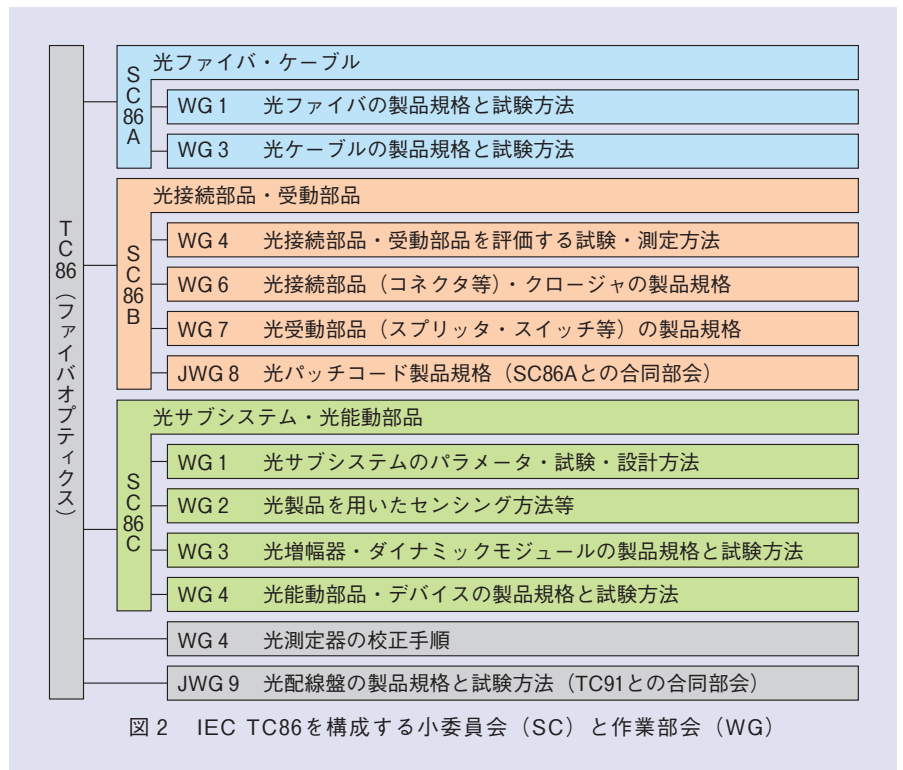 TC86（ファイバオプティクス）
SC86A
光ファイバ・ケーブル
WG 1 光ファイバの製品規格と試験方法
WG 3 光ケーブルの製品規格と試験方法
SC86B
光接続部品・受動部品
WG 4 光接続部品・受動部品を評価する試験・測定方法
WG 6 光接続部品（コネクタ等）・クロージャの製品規格
WG 7 光受動部品（スプリッタ・スイッチ等）の製品規格
JWG 8 光パッチコード製品規格（SC86Aとの合同部会）
SC86C
光サブシステム・光能動部品
WG 1 光サブシステムのパラメータ・試験・設計方法
WG 2 光製品を用いたセンシング方法等
WG 3 光増幅器・ダイナミックモジュールの製品規格と試験方法
WG 4 光能動部品・デバイスの製品規格と試験方法
WG 4 光測定器の校正手順
JWG 9 光配線盤の製品規格と試験方法（TC91との合同部会）
図 2 IEC TC86を構成する小委員会（SC）と作業部会（WG）